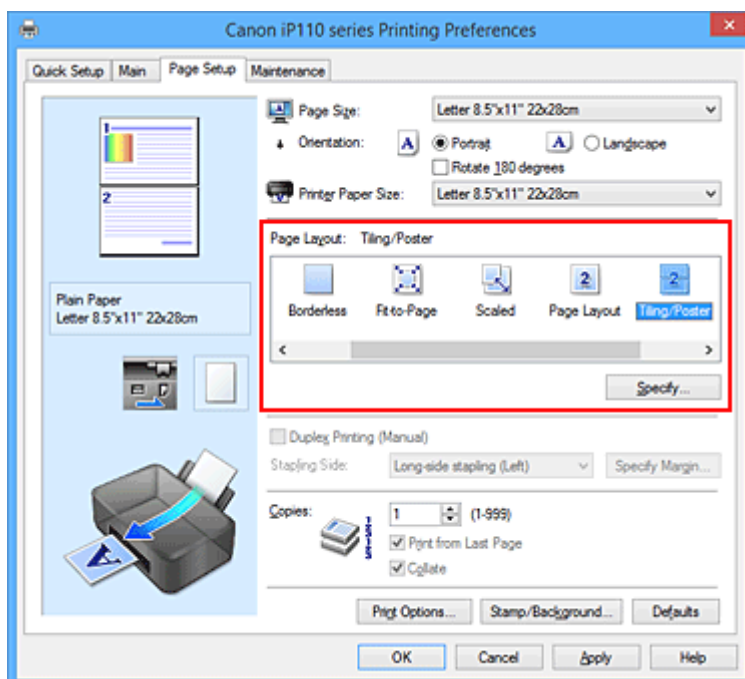 Canon iP110 series Printing Preferences
Quick Setup Main Page Setup Maintenance
1
2
Plain Paper
Letter 8.5"x11" 22x28cm
Page Size: Letter 8.5"x11" 22x28cm
Orientation: A Portrait A Landscape
Rotate 180 degrees
Printer Paper Size: Letter 8.5"x11" 22x28cm
Page Layout: Tiling/Poster
2 2
Borderless Fit-to-Page Scaled Page Layout Tiling/Poster
Specify...
Duplex Printing (Manual)
Stapling Side: Long-side stapling (Left) Specify Margin...
Copies: 1 (1-999)
Print from Last Page
Collate
A
Print Options... Stamp/Background... Defaults
OK Cancel Apply Help